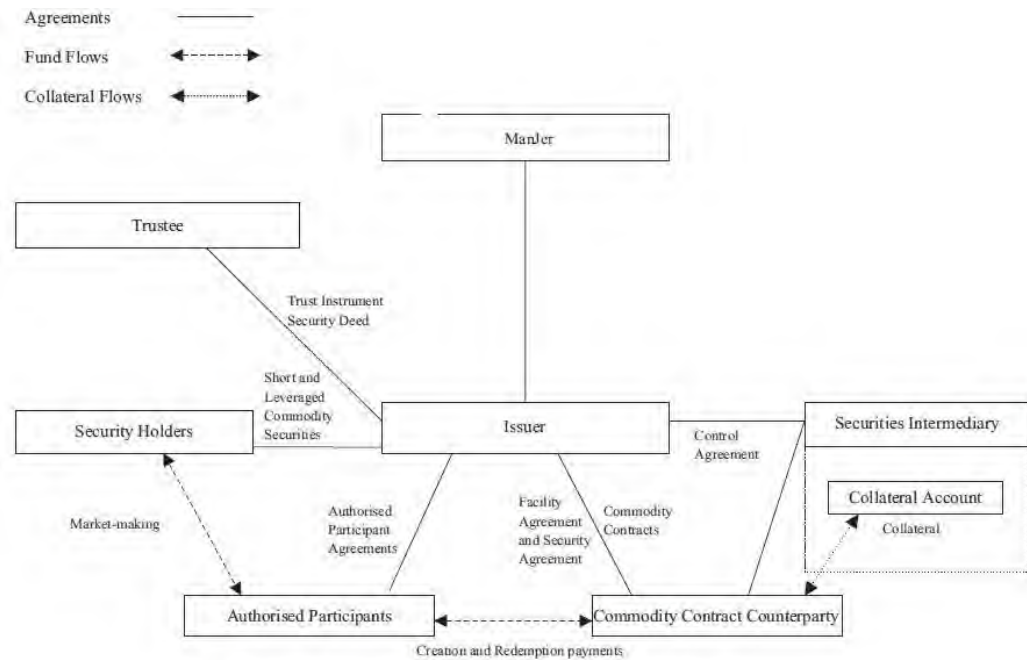 Agreements
Fund Flows
Collateral Flows
ManJer
Trustee
Trust Instrument
Security Deed
Short and
Leveraged
Commodity
Securities
Security Holders
Issuer
Securities Intermediary
Control
Agreement
Collateral Account
Collateral
Market-making
Authorised
Participant
Agreements
Facility
Agreement
and Security
Agreement
Commodity
Contracts
Authorised Participants
Commodity Contract Counterparty
Creation and Redemption payments